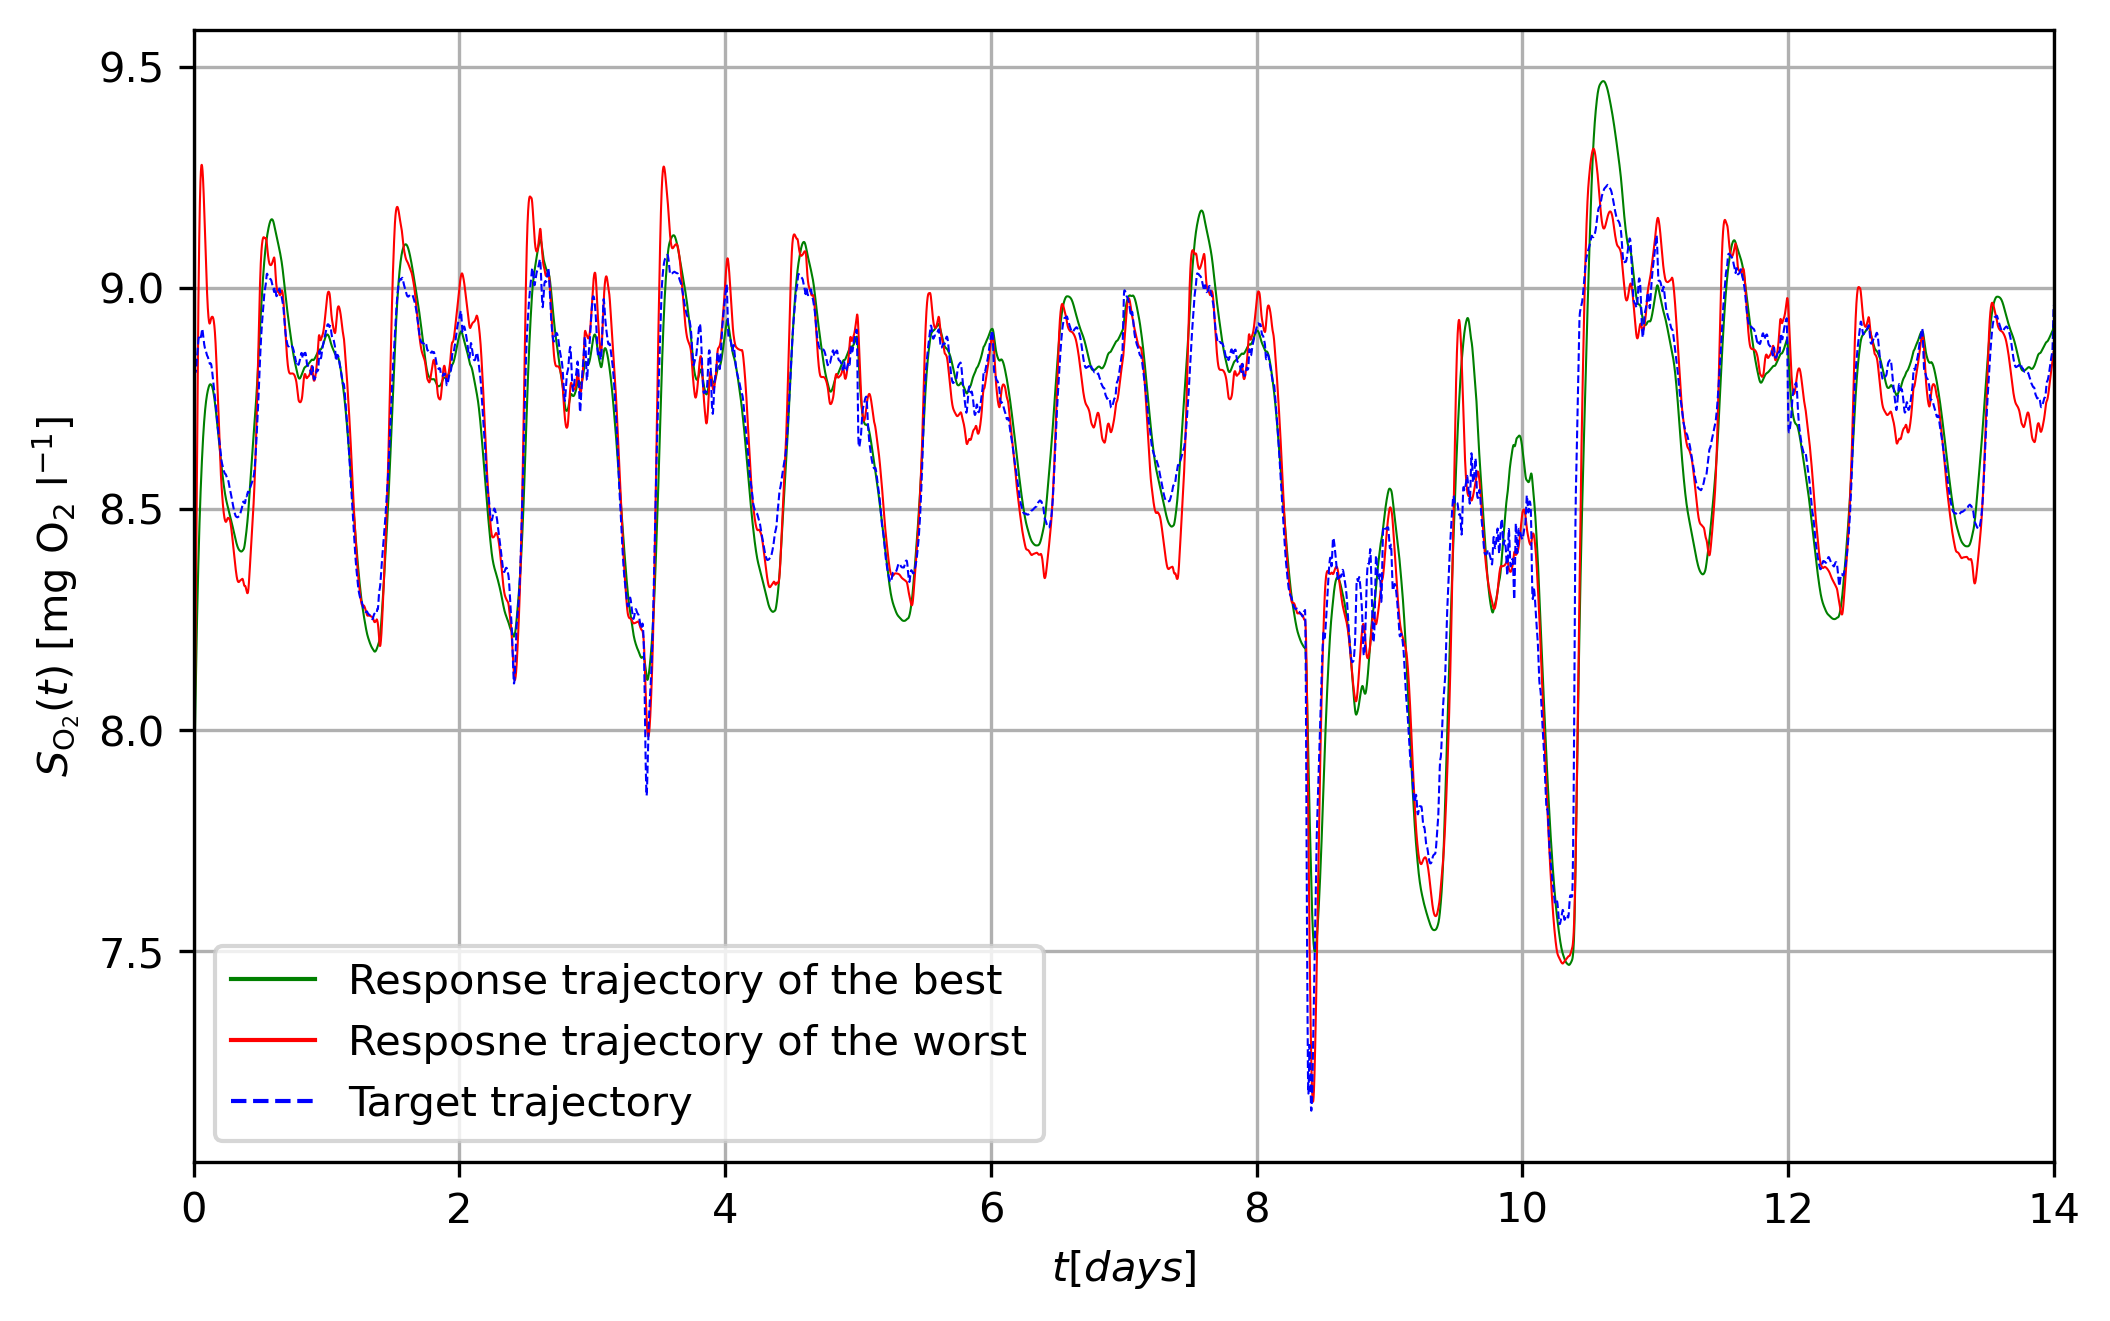 9.5
9.0
8.5
8.0
7.5
S_{O_2}(t) [mg O_2 l^{-1}]
Response trajectory of the best
Resposne trajectory of the worst
Target trajectory
0 2 4 6 8 10 12 14
t[days]